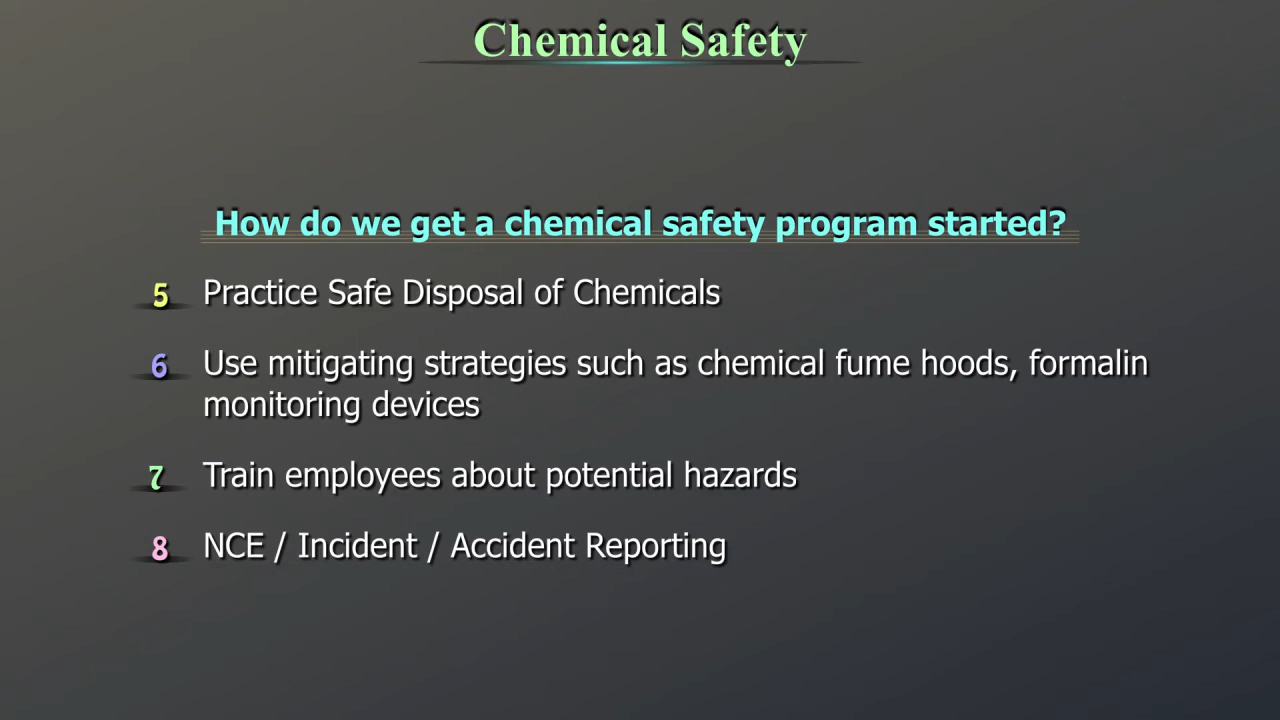 Chemical Safety
How do we get a chemical safety program started?
5 Practice Safe Disposal of Chemicals
6 Use mitigating strategies such as chemical fume hoods, formalin
monitoring devices
7 Train employees about potential hazards
8 NCE / Incident / Accident Reporting